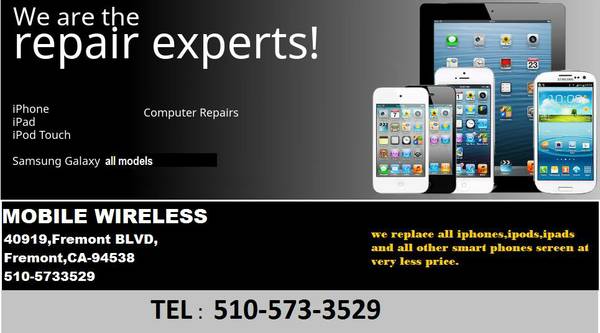 We are the
repair experts!
iPhone
iPad
iPod Touch
Samsung Galaxy all models
Computer Repairs
MOBILE WIRELESS
40919,Fremont BLVD,
Fremont,CA-94538
510-5733529
we replace all iphones,ipods,ipads
and all other smart phones screen at
very less price.
TEL : 510-573-3529